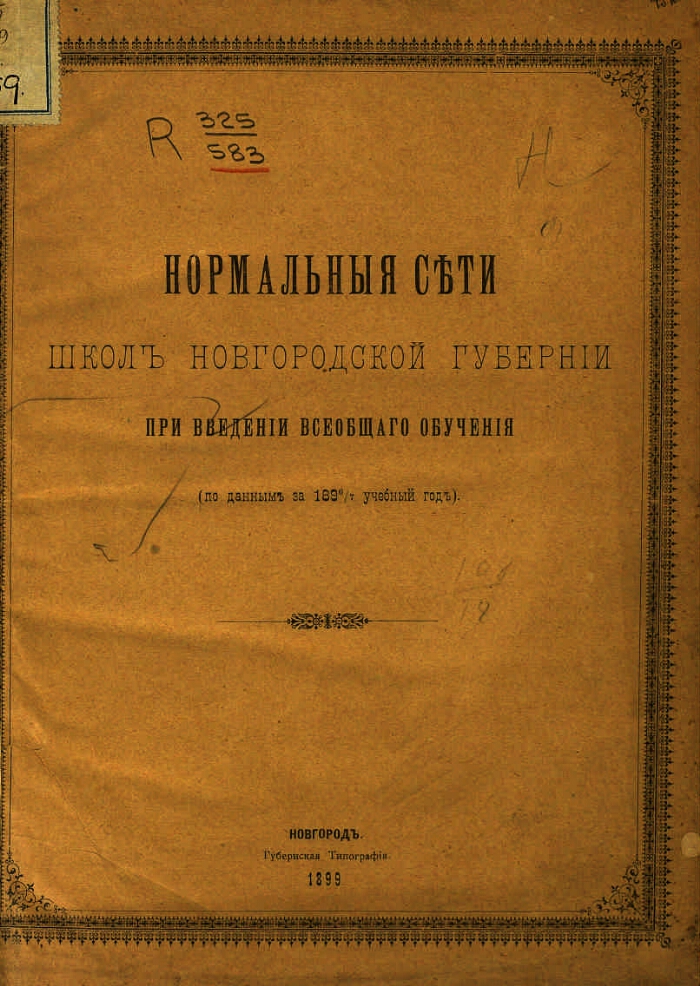 9.
R 325
583
Н
НОРМАЛЬНЫЯ СѢТИ
ШКОЛЪ НОВГОРОДСКОЙ ГУБЕРНІИ
ПРИ ВВЕДЕНІИ ВСЕОБЩАГО ОБУЧЕНІЯ
(по даннымъ за 189⁶/₇ учебный годъ).
НОВГОРОДЪ.
Губернская Типографія.
1899